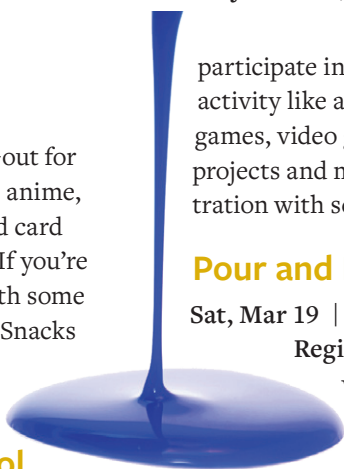 out for
anime,
card
If you're
th some
Snacks
participate in
activity like a
games, video
projects and
tration with
Pour and
Sat, Mar 19 |
Regi